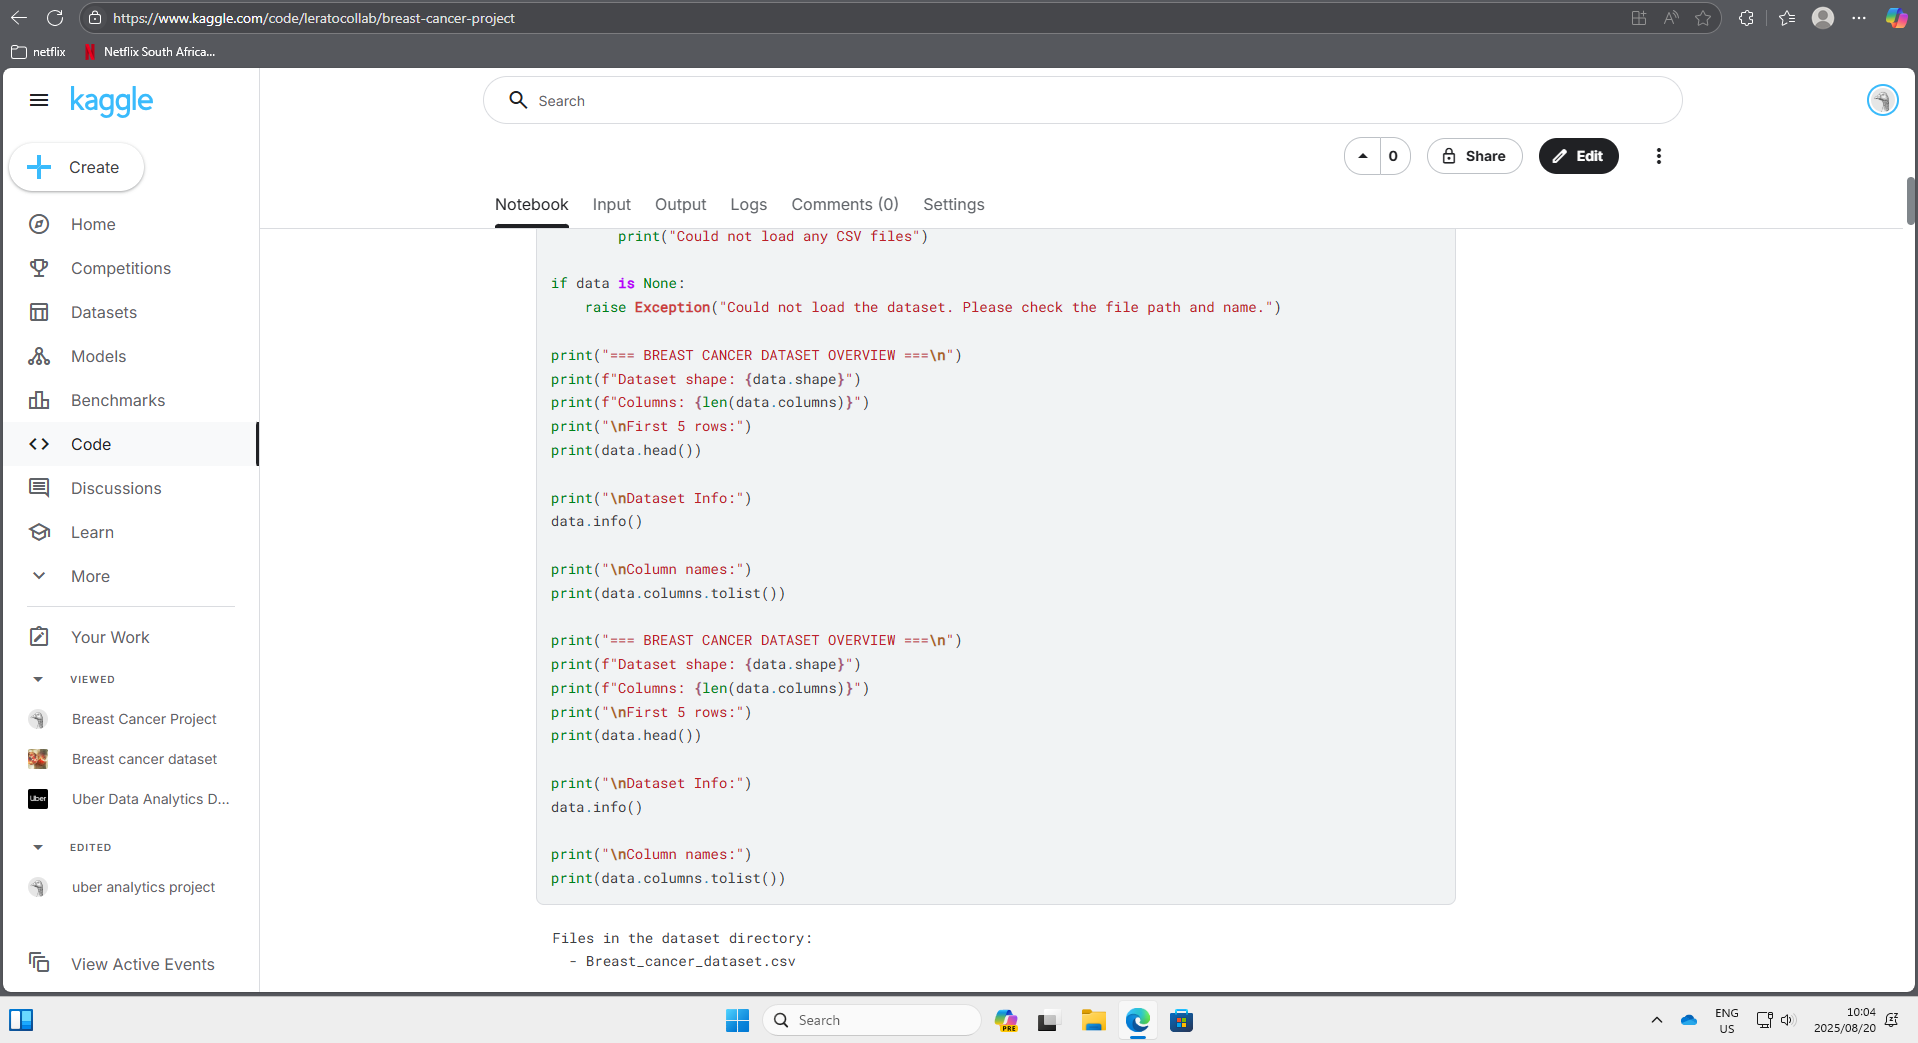 https://www.kaggle.com/code/leratocollab/breast-cancer-project
netflix
Netflix South Africa...
kaggle
Search
Create
0
Share
Edit
Home
Competitions
Datasets
Models
Benchmarks
Code
Discussions
Learn
More
Your Work
VIEWED
Breast Cancer Project
Breast cancer dataset
Uber
Uber Data Analytics D...
EDITED
uber analytics project
View Active Events
Notebook
Input
Output
Logs
Comments (0)
Settings
print("Could not load any CSV files")
if data is None:
    raise Exception("Could not load the dataset. Please check the file path and name.")
print("=== BREAST CANCER DATASET OVERVIEW ===\n")
print(f"Dataset shape: {data.shape}")
print(f"Columns: {len(data.columns)}")
print("\nFirst 5 rows:")
print(data.head())
print("\nDataset Info:")
data.info()
print("\nColumn names:")
print(data.columns.tolist())
print("=== BREAST CANCER DATASET OVERVIEW ===\n")
print(f"Dataset shape: {data.shape}")
print(f"Columns: {len(data.columns)}")
print("\nFirst 5 rows:")
print(data.head())
print("\nDataset Info:")
data.info()
print("\nColumn names:")
print(data.columns.tolist())
Files in the dataset directory:
  - Breast_cancer_dataset.csv
Search
PRE
ENG
US
10:04
2025/08/20